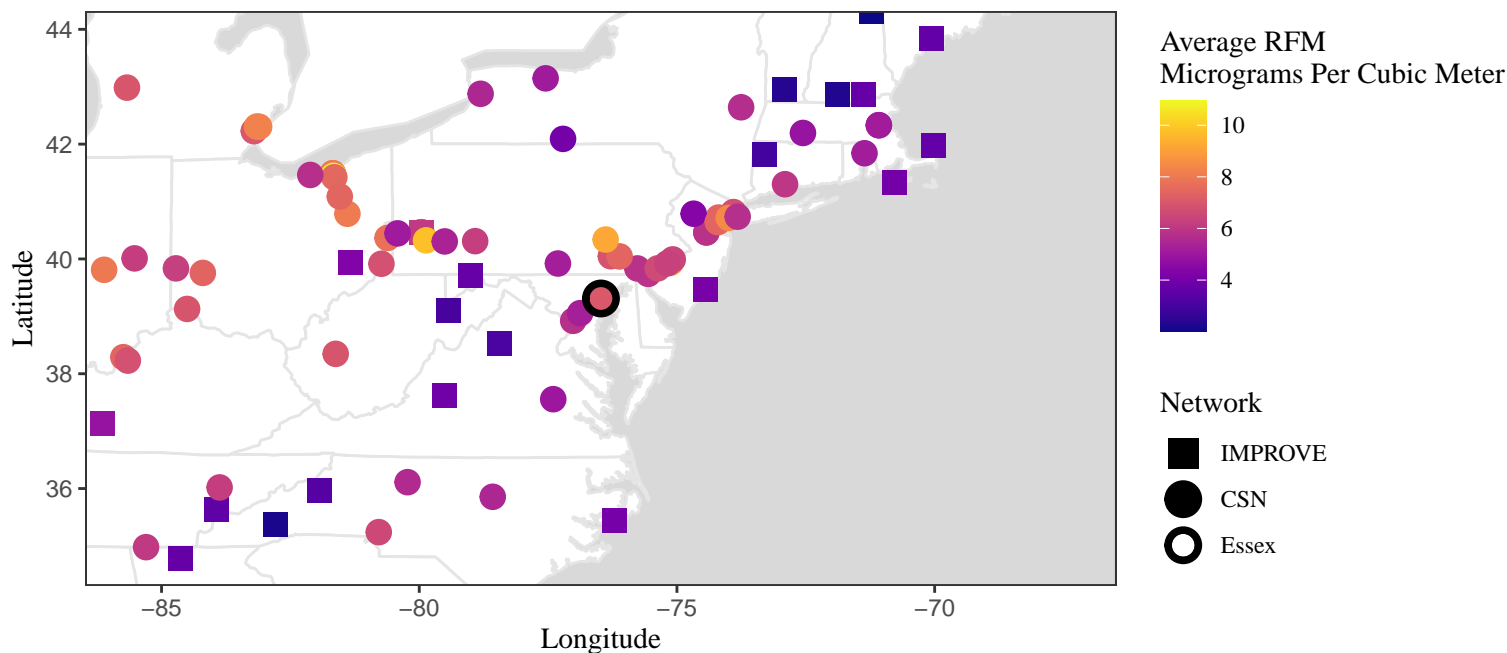 44
42
40
38
36
Latitude
−85
−80
−75
−70
Longitude
Average RFM
Micrograms Per Cubic Meter
10
8
6
4
Network
IMPROVE
CSN
Essex